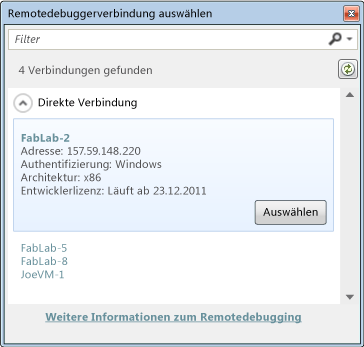 Remotedebuggerverbindung auswählen
Filter
4 Verbindungen gefunden
Direkte Verbindung
FabLab-2
Adresse: 157.59.148.220
Authentifizierung: Windows
Architektur: x86
Entwicklerlizenz: Läuft ab 23.12.2011
Auswählen
FabLab-5
FabLab-8
JoeVM-1
Weitere Informationen zum Remotedebugging